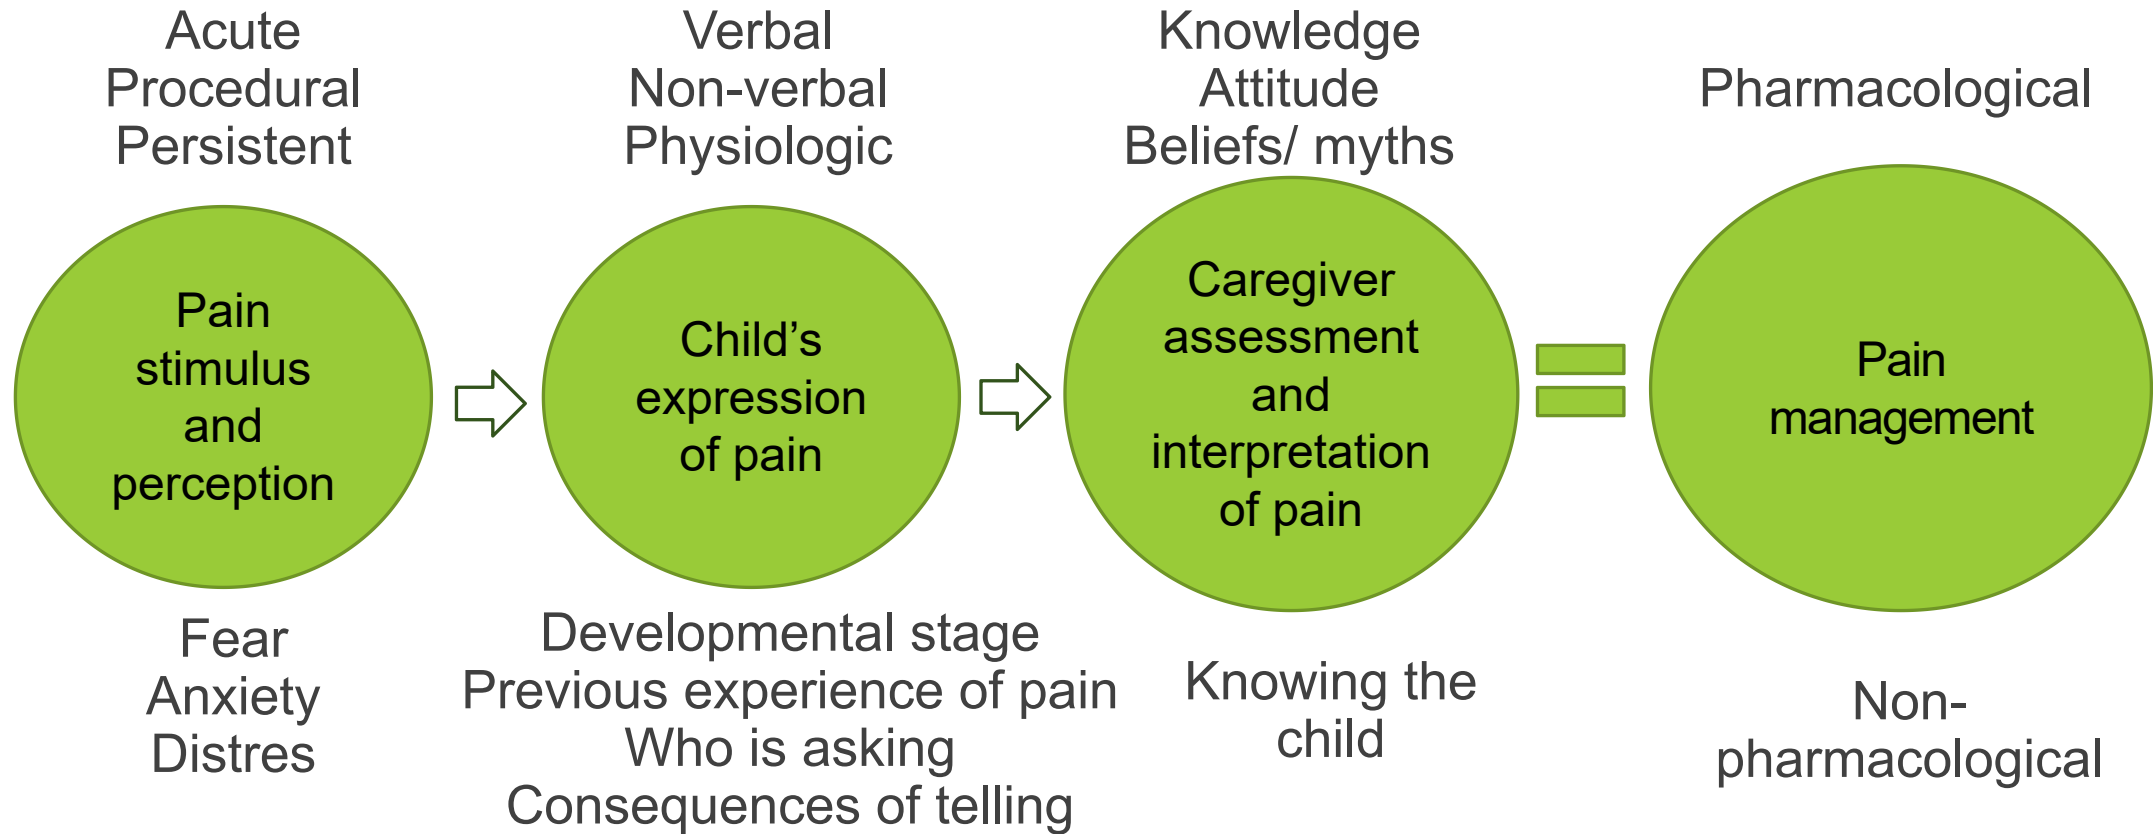 Acute
Procedural
Persistent
Pain
stimulus
and
perception
Fear
Anxiety
Distres
Verbal
Non-verbal
Physiologic
Child’s
expression
of pain
Developmental stage
Previous experience of pain
Who is asking
Consequences of telling
Knowledge
Attitude
Beliefs/ myths
Caregiver
assessment
and
interpretation
of pain
Knowing the
child
Pharmacological
Pain
management
Non-
pharmacological